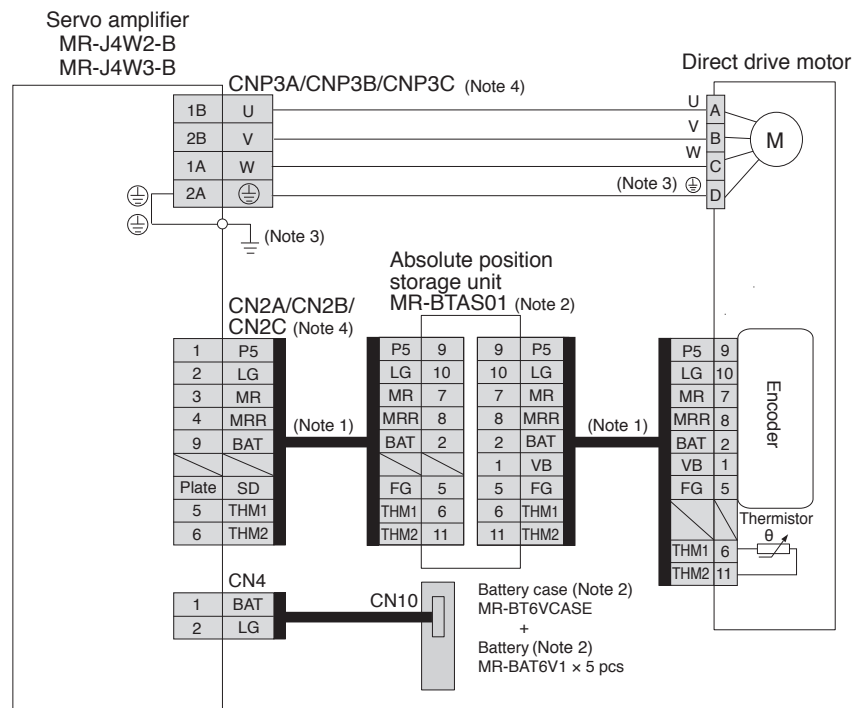 Servo amplifier
MR-J4W2-B
MR-J4W3-B
Direct drive motor
CNP3A/CNP3B/CNP3C (Note 4)
1B U
2B V
1A W
2A
U A
V B
W C
(Note 3) D
M
(Note 3)
Absolute position
storage unit
MR-BTAS01 (Note 2)
CN2A/CN2B/
CN2C (Note 4)
1 P5
2 LG
3 MR
4 MRR
9 BAT
Plate SD
5 THM1
6 THM2
(Note 1)
P5 9
LG 10
MR 7
MRR 8
BAT 2
FG 5
THM1 6
THM2 11
9 P5
10 LG
7 MR
8 MRR
2 BAT
1 VB
5 FG
6 THM1
11 THM2
(Note 1)
P5 9
LG 10
MR 7
MRR 8
BAT 2
VB 1
FG 5
THM1 6
THM2 11
Encoder
Thermistor
θ
CN4
1 BAT
2 LG
CN10
Battery case (Note 2)
MR-BT6VCASE
+
Battery (Note 2)
MR-BAT6V1 × 5 pcs